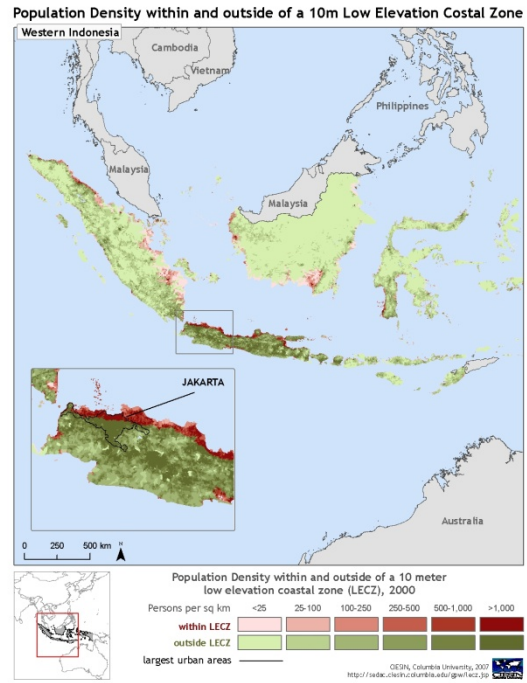 Population Density within and outside of a 10m Low Elevation Costal Zone
Western Indonesia
Cambodia
Vietnam
Philippines
Malaysia
Malaysia
JAKARTA
Australia
0 250 500 km N
Population Density within and outside of a 10 meter
low elevation coastal zone (LECZ), 2000
Persons per sq km <25 25-100 100-250 250-500 500-1,000 >1,000
within LECZ
outside LECZ
largest urban areas
CIESIN, Columbia University, 2007
http://sedac.ciesin.columbia.edu/gpw/lecz.jsp